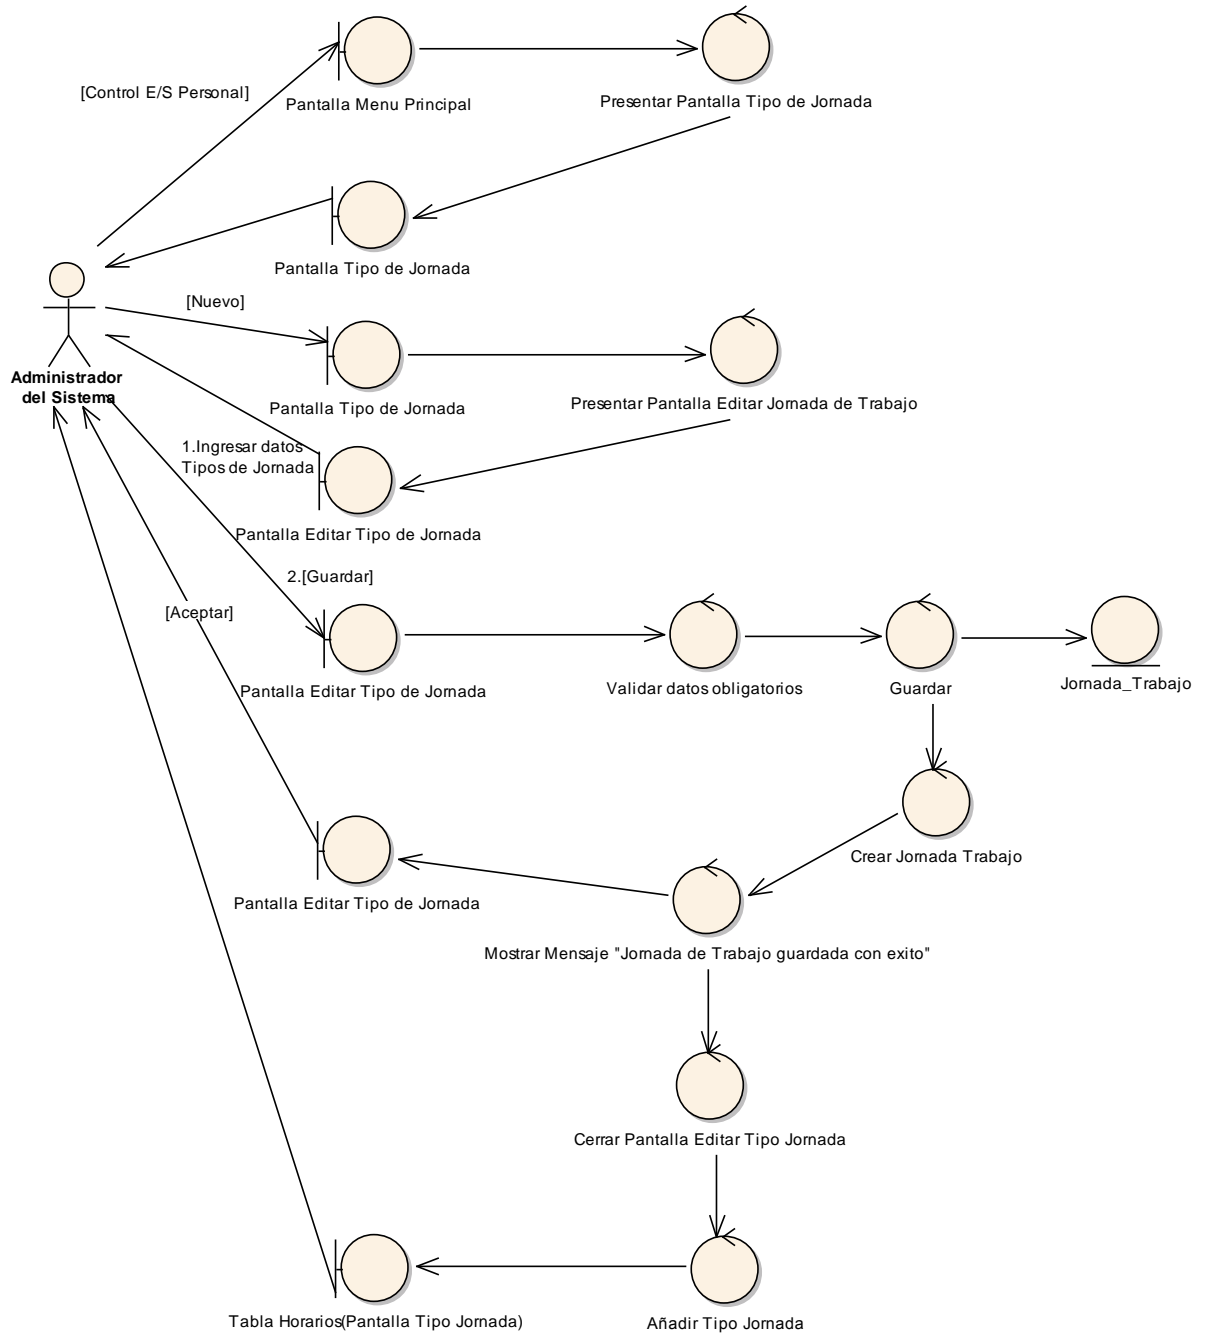 [Control E/S Personal]
Pantalla Menu Principal
Presentar Pantalla Tipo de Jornada
Pantalla Tipo de Jornada
[Nuevo]
Administrador
del Sistema
Pantalla Tipo de Jornada
Presentar Pantalla Editar Jornada de Trabajo
1.Ingresar datos
Tipos de Jornada
Pantalla Editar Tipo de Jornada
2.[Guardar]
[Aceptar]
Pantalla Editar Tipo de Jornada
Validar datos obligatorios
Guardar
Jornada_Trabajo
Crear Jornada Trabajo
Pantalla Editar Tipo de Jornada
Mostrar Mensaje "Jornada de Trabajo guardada con exito"
Cerrar Pantalla Editar Tipo Jornada
Tabla Horarios(Pantalla Tipo Jornada)
Añadir Tipo Jornada